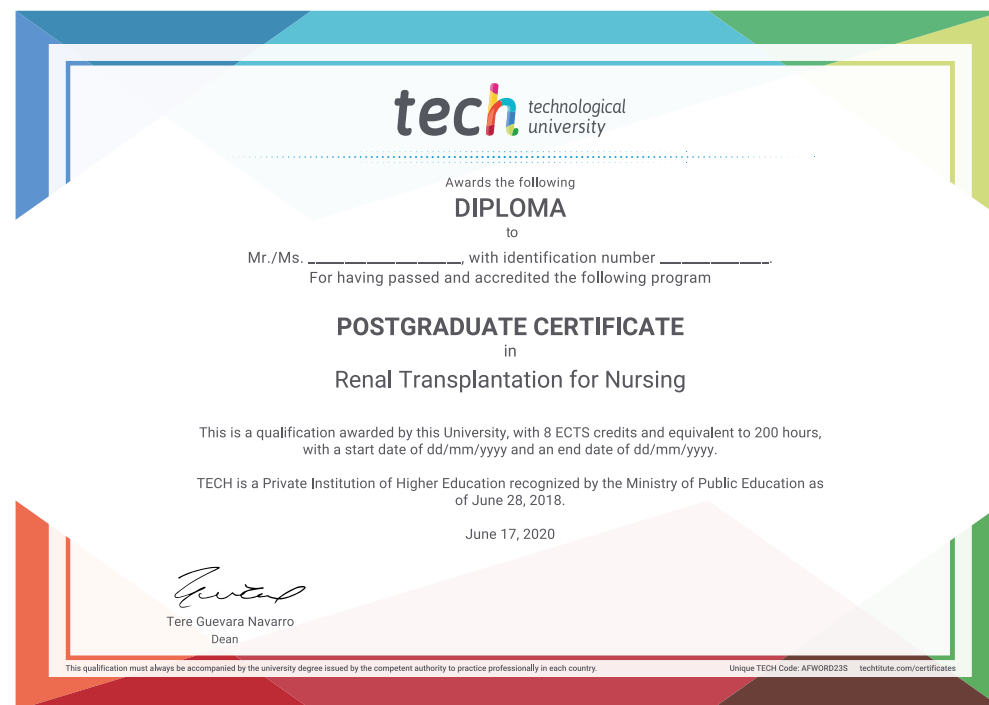 tech technological
university
Awards the following
DIPLOMA
to
Mr./Ms. ____________________, with identification number ______________.
For having passed and accredited the following program
POSTGRADUATE CERTIFICATE
in
Renal Transplantation for Nursing
This is a qualification awarded by this University, with 8 ECTS credits and equivalent to 200 hours,
with a start date of dd/mm/yyyy and an end date of dd/mm/yyyy.
TECH is a Private Institution of Higher Education recognized by the Ministry of Public Education as
of June 28, 2018.
June 17, 2020
Tere Guevara Navarro
Dean
This qualification must always be accompanied by the university degree issued by the competent authority to practice professionally in each country. Unique TECH Code: AFWORD23S techtitute.com/certificates